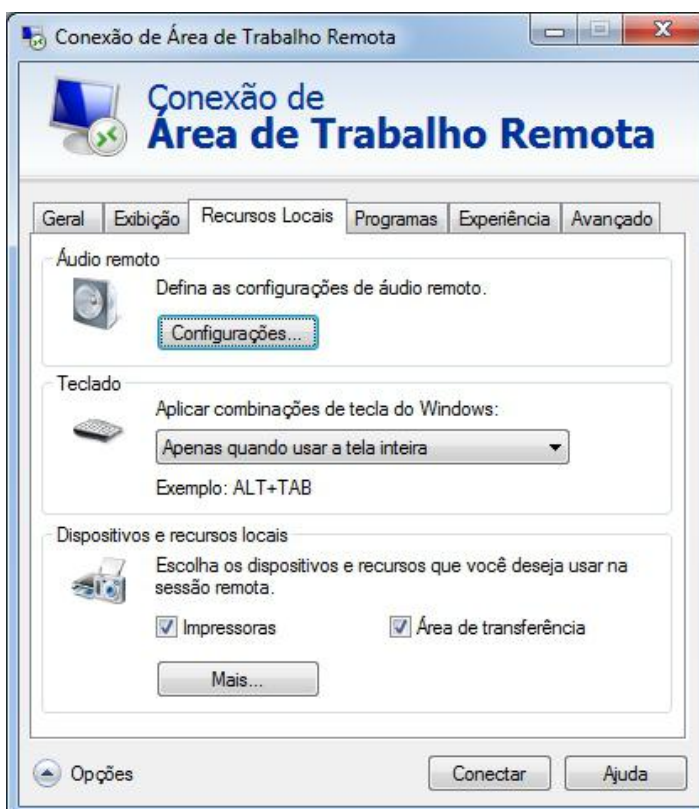 Conexão de Área de Trabalho Remota
Conexão de
Área de Trabalho Remota
Geral Exibição Recursos Locais Programas Experiência Avançado
Áudio remoto
Defina as configurações de áudio remoto.
Configurações...
Teclado
Aplicar combinações de tecla do Windows:
Apenas quando usar a tela inteira
Exemplo: ALT+TAB
Dispositivos e recursos locais
Escolha os dispositivos e recursos que você deseja usar na
sessão remota.
Impressoras Área de transferência
Mais...
Opções Conectar Ajuda